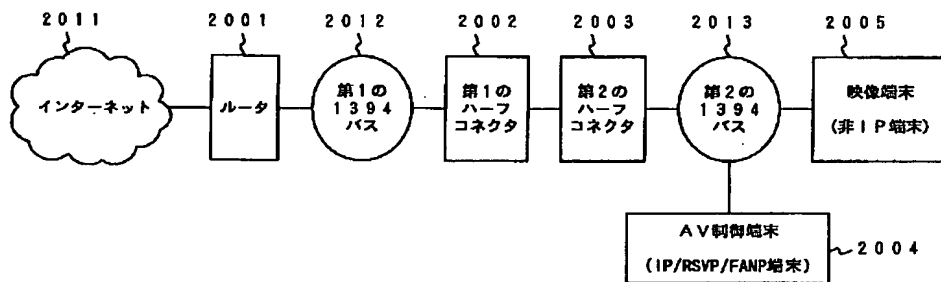 2011 2001 2012 2002 2003 2013 2005
インターネット
ルータ
第1の
1394
バス
第1の
ハーフ
コネクタ
第2の
ハーフ
コネクタ
第2の
1394
バス
映像端末
(非IP端末)
AV制御端末
(IP/RSVP/FANP端末)
2004